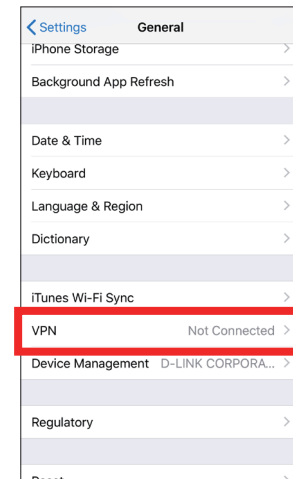 Settings General
iPhone Storage
Background App Refresh
Date & Time
Keyboard
Language & Region
Dictionary
iTunes Wi-Fi Sync
VPN Not Connected
Device Management D-LINK CORPORA...
Regulatory